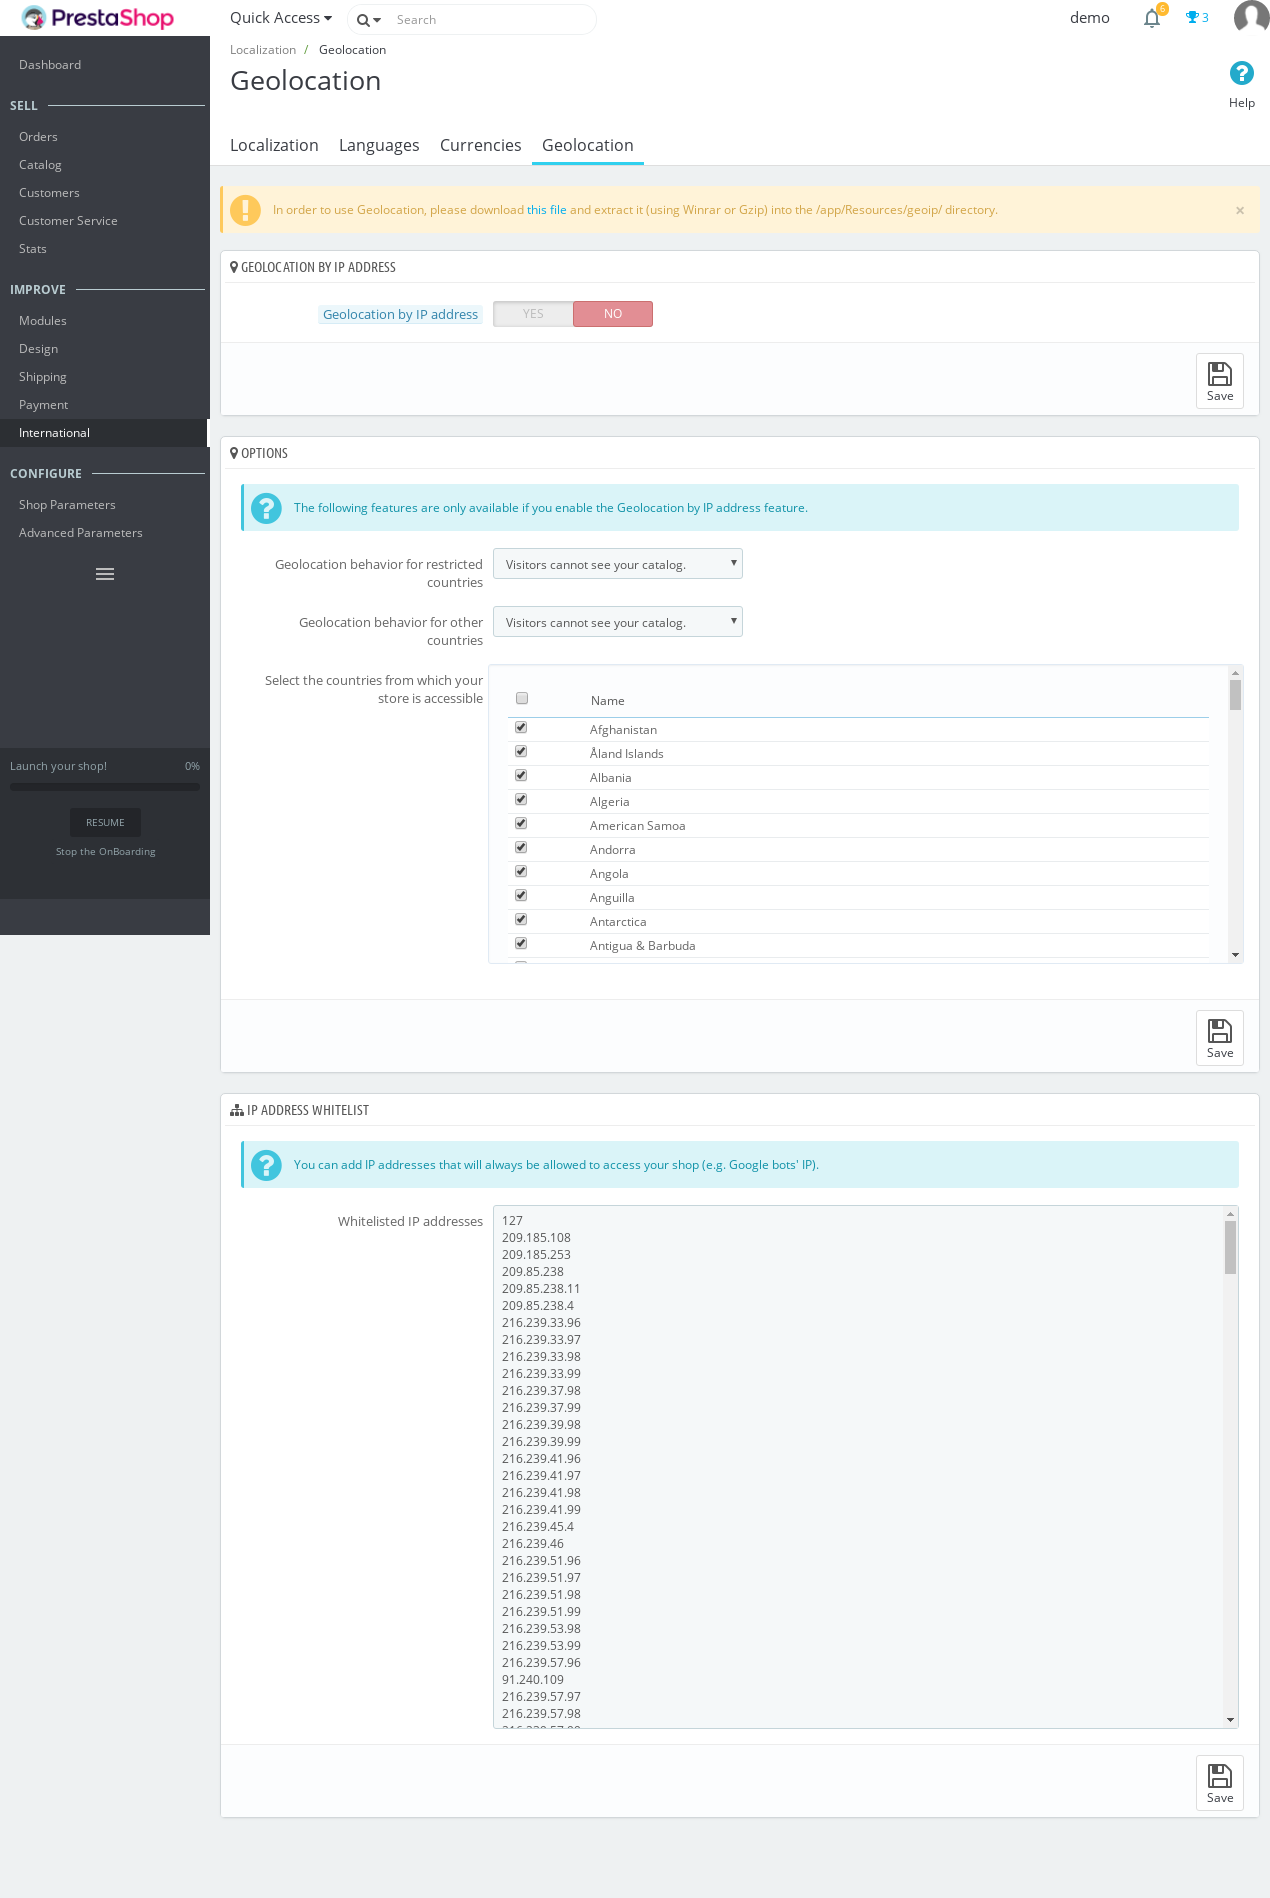 PrestaShop
Quick Access
Search
demo
6
3
Localization / Geolocation
Geolocation
Help
Localization Languages Currencies Geolocation
Dashboard
SELL
Orders
Catalog
Customers
Customer Service
Stats
IMPROVE
Modules
Design
Shipping
Payment
International
CONFIGURE
Shop Parameters
Advanced Parameters
Launch your shop! 0%
RESUME
Stop the OnBoarding
In order to use Geolocation, please download this file and extract it (using Winrar or Gzip) into the /app/Resources/geoip/ directory. ×
GEOLOCATION BY IP ADDRESS
Geolocation by IP address YES NO
Save
OPTIONS
The following features are only available if you enable the Geolocation by IP address feature.
Geolocation behavior for restricted
countries
Visitors cannot see your catalog.
Geolocation behavior for other
countries
Visitors cannot see your catalog.
Select the countries from which your
store is accessible
Name
Afghanistan
Åland Islands
Albania
Algeria
American Samoa
Andorra
Angola
Anguilla
Antarctica
Antigua & Barbuda
Save
IP ADDRESS WHITELIST
You can add IP addresses that will always be allowed to access your shop (e.g. Google bots' IP).
Whitelisted IP addresses
127
209.185.108
209.185.253
209.85.238
209.85.238.11
209.85.238.4
216.239.33.96
216.239.33.97
216.239.33.98
216.239.33.99
216.239.37.98
216.239.37.99
216.239.39.98
216.239.39.99
216.239.41.96
216.239.41.97
216.239.41.98
216.239.41.99
216.239.45.4
216.239.46
216.239.51.96
216.239.51.97
216.239.51.98
216.239.51.99
216.239.53.98
216.239.53.99
216.239.57.96
91.240.109
216.239.57.97
216.239.57.98
Save